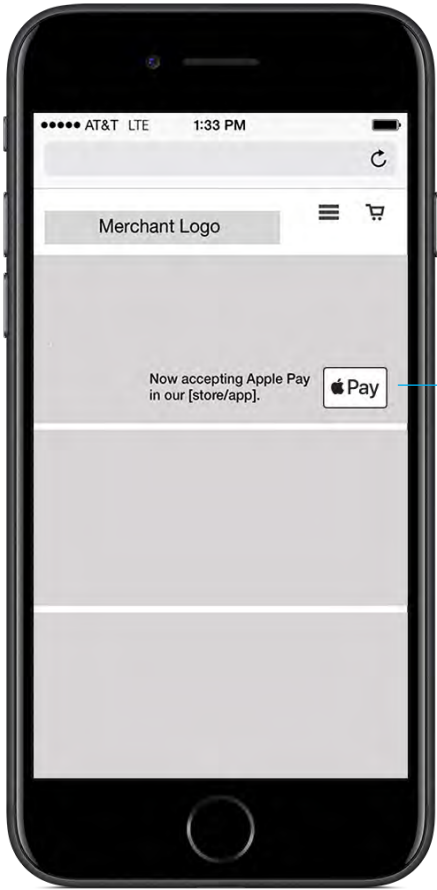 AT&T LTE 1:33 PM
Merchant Logo
Now accepting Apple Pay
in our [store/app].
Pay